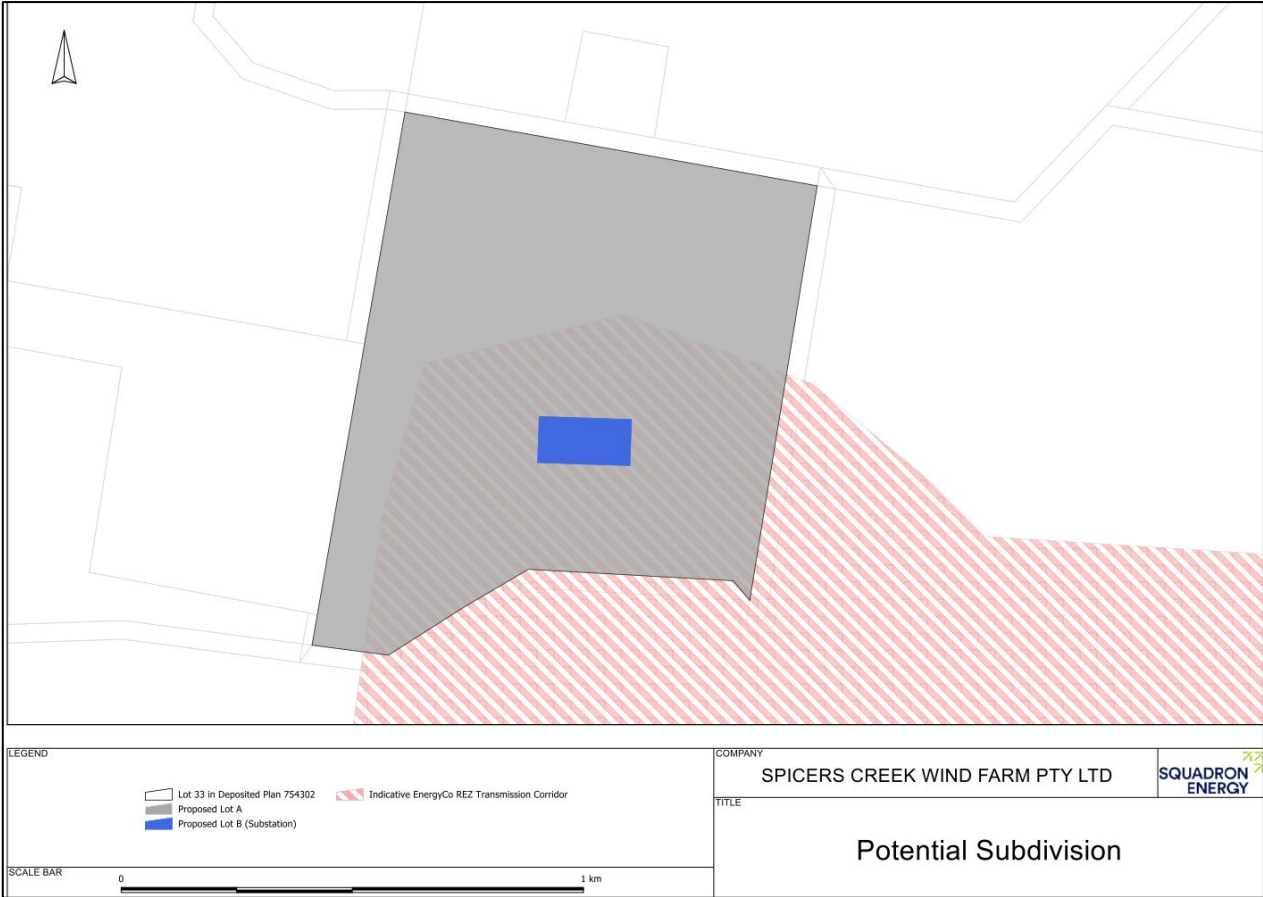 LEGEND
Lot 33 in Deposited Plan 754302
Indicative EnergyCo REZ Transmission Corridor
Proposed Lot A
Proposed Lot B (Substation)
SCALE BAR
0
1 km
COMPANY
SPICERS CREEK WIND FARM PTY LTD
SQUADRON
ENERGY
TITLE
Potential Subdivision